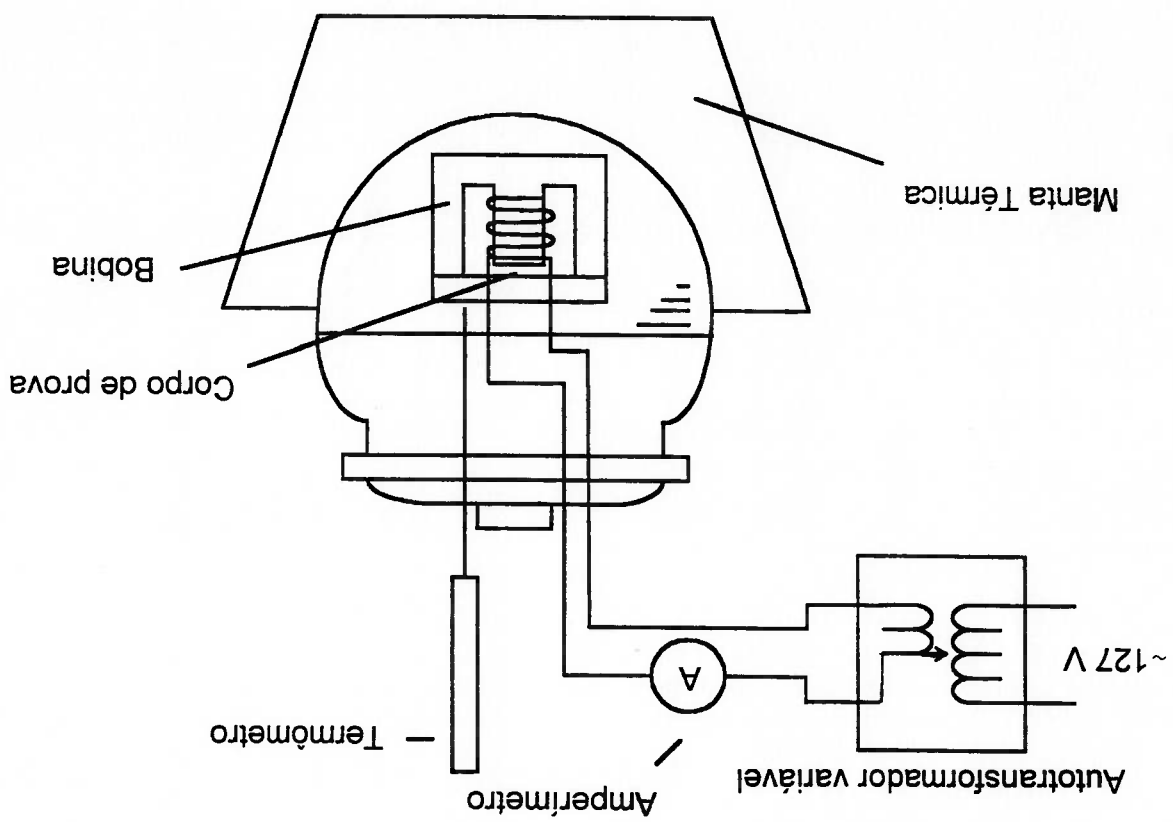 Autotransformador variável
Amperímetro
Termômetro
~127 V
A
Corpo de prova
Bobina
Manta Térmica